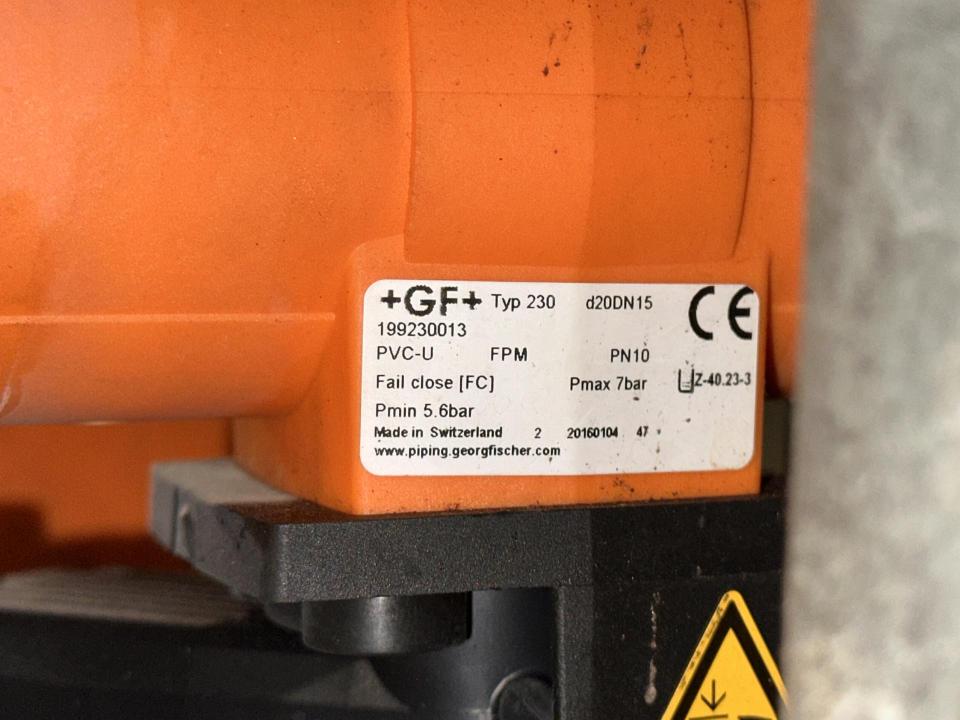 +GF+ Typ 230 d20DN15 CE
199230013
PVC-U FPM PN10
Fail close [FC] Pmax 7bar Z-40.23-3
Pmin 5.6bar
Made in Switzerland 2 20160104 47
www.piping.georgfischer.com